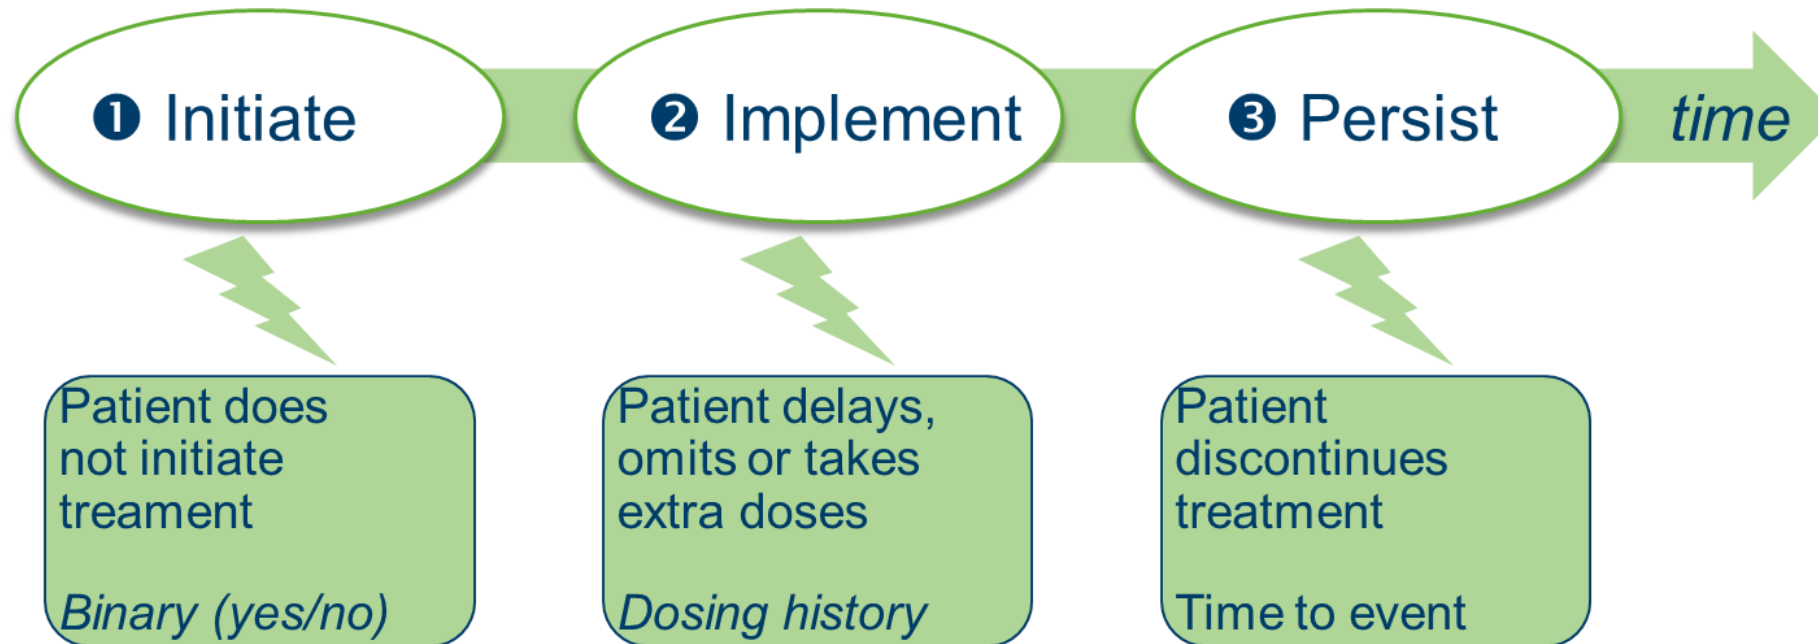 ❶ Initiate
❷ Implement
❸ Persist
time
Patient does
not initiate
treament
Binary (yes/no)
Patient delays,
omits or takes
extra doses
Dosing history
Patient
discontinues
treatment
Time to event